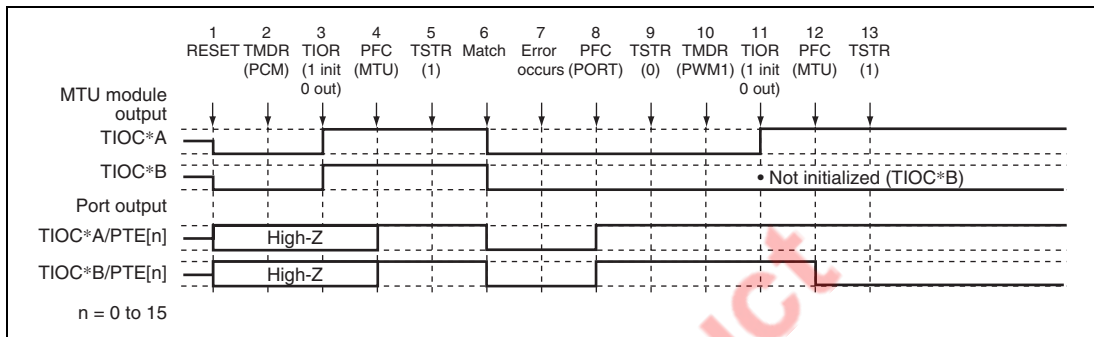 1 2 3 4 5 6 7 8 9 10 11 12 13
RESET TMDR TIOR PFC TSTR Match Error PFC TSTR TMDR TIOR PFC TSTR
(PCM) (1 init (MTU) (1) occurs (PORT) (0) (PWM1) (1 init (MTU) (1)
0 out) 0 out)
MTU module
output
TIOC*A
TIOC*B
• Not initialized (TIOC*B)
Port output
TIOC*A/PTE[n]
High-Z
TIOC*B/PTE[n]
High-Z
n = 0 to 15